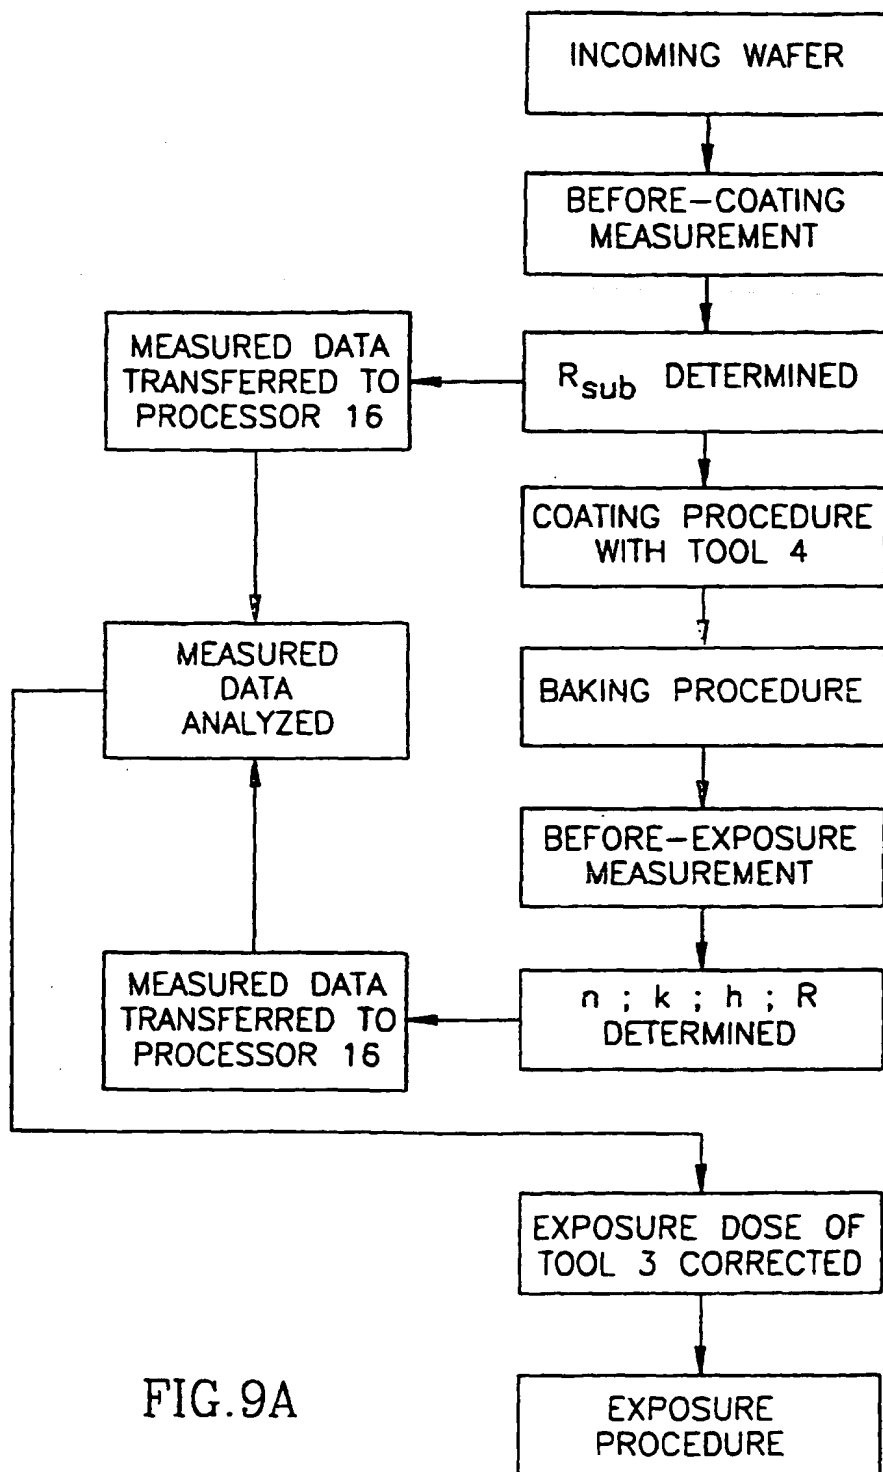 INCOMING WAFER
BEFORE-COATING
MEASUREMENT
Rsub DETERMINED
MEASURED DATA
TRANSFERRED TO
PROCESSOR 16
COATING PROCEDURE
WITH TOOL 4
MEASURED
DATA
ANALYZED
BAKING PROCEDURE
BEFORE-EXPOSURE
MEASUREMENT
n ; k ; h ; R
DETERMINED
MEASURED DATA
TRANSFERRED TO
PROCESSOR 16
EXPOSURE DOSE OF
TOOL 3 CORRECTED
EXPOSURE
PROCEDURE
FIG.9A